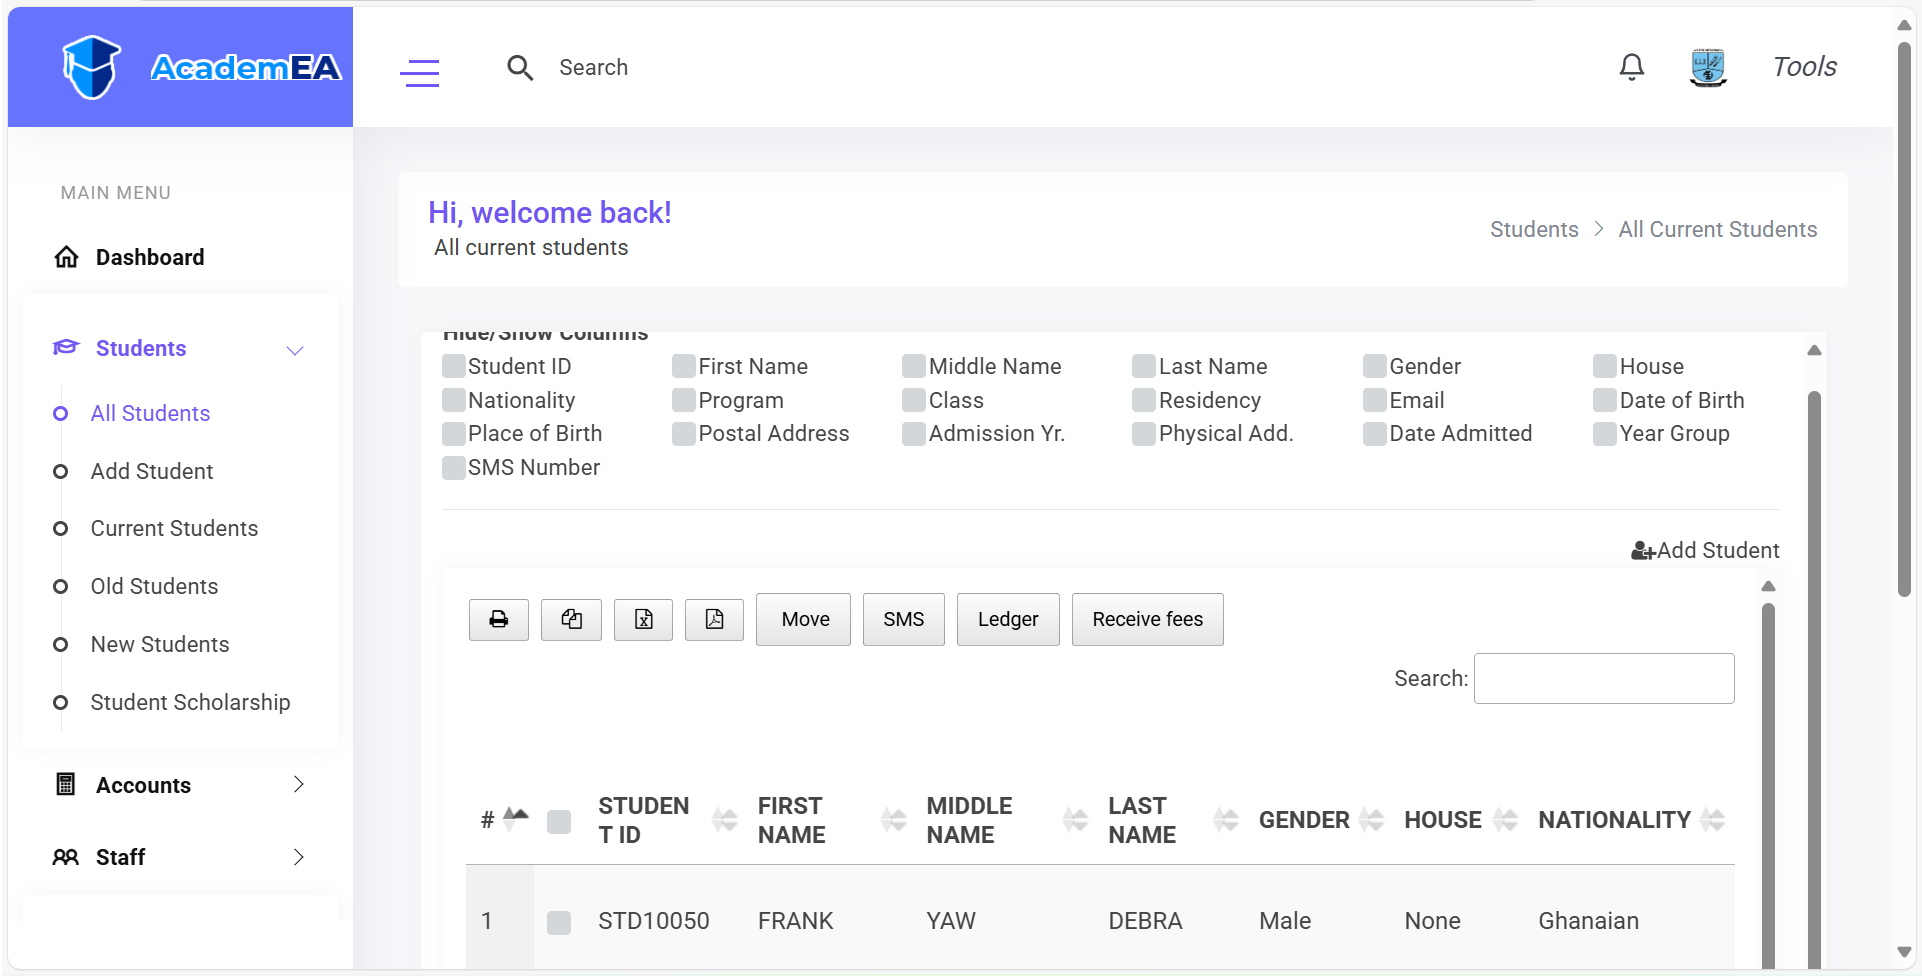 AcademEA
Search
Tools
MAIN MENU
Dashboard
Students
All Students
Add Student
Current Students
Old Students
New Students
Student Scholarship
Accounts
Staff
Hi, welcome back!
All current students
Students > All Current Students
Hide/Show Columns
Student ID First Name Middle Name Last Name Gender House
Nationality Program Class Residency Email Date of Birth
Place of Birth Postal Address Admission Yr. Physical Add. Date Admitted Year Group
SMS Number
Add Student
Move SMS Ledger Receive fees
Search:
# STUDEN
T ID FIRST
NAME MIDDLE
NAME LAST
NAME GENDER HOUSE NATIONALITY
1 STD10050 FRANK YAW DEBRA Male None Ghanaian